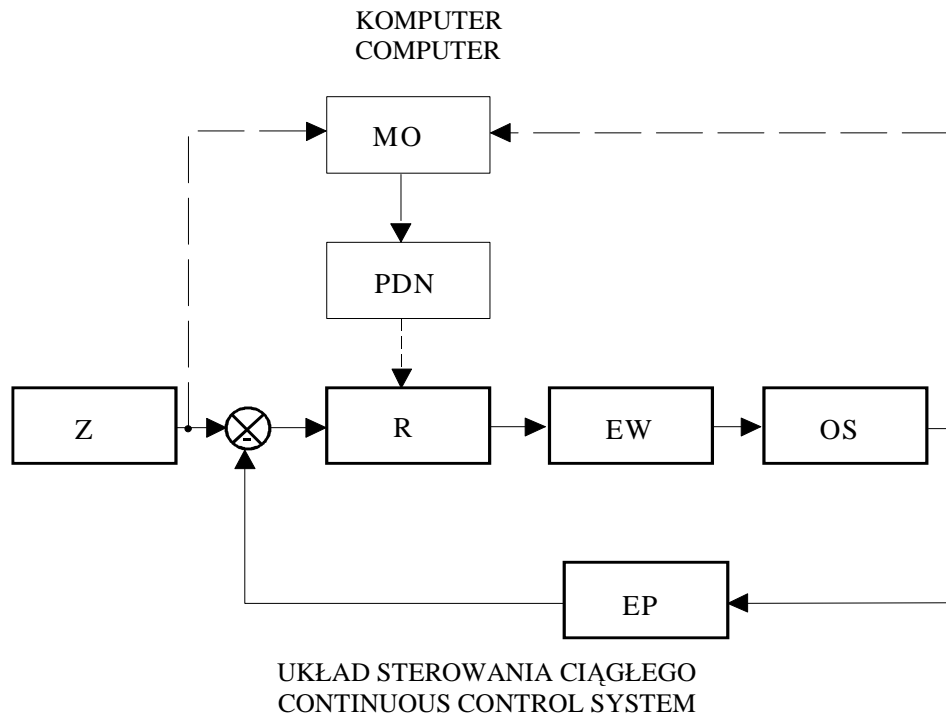 KOMPUTER
COMPUTER
MO
PDN
Z
-
R
EW
OS
EP
UKŁAD STEROWANIA CIĄGŁEGO
CONTINUOUS CONTROL SYSTEM